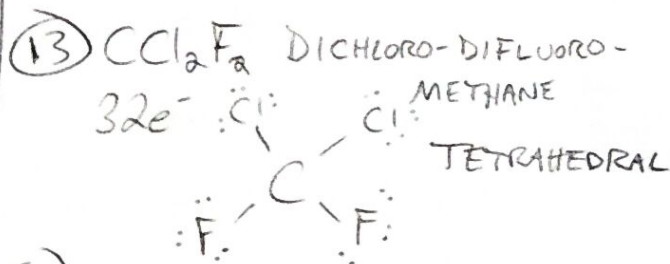 13 CCl₂F₂ DICHLORO-DIFLUORO-
METHANE
32e⁻ Cl Cl
TETRAHEDRAL
C
F F